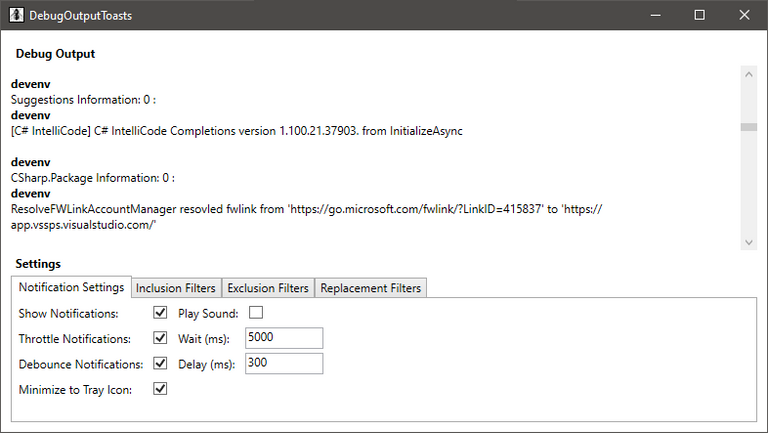 DebugOutputToasts
Debug Output
devenv
Suggestions Information: 0 :
devenv
[C# IntelliCode] C# IntelliCode Completions version 1.100.21.37903. from InitializeAsync
devenv
CSharp.Package Information: 0 :
devenv
ResolveFWLinkAccountManager resovled fwlink from 'https://go.microsoft.com/fwlink/?LinkID=415837' to 'https://
app.vssps.visualstudio.com/'
Settings
Notification Settings Inclusion Filters Exclusion Filters Replacement Filters
Show Notifications: Play Sound:
Throttle Notifications: Wait (ms): 5000
Debounce Notifications: Delay (ms): 300
Minimize to Tray Icon: